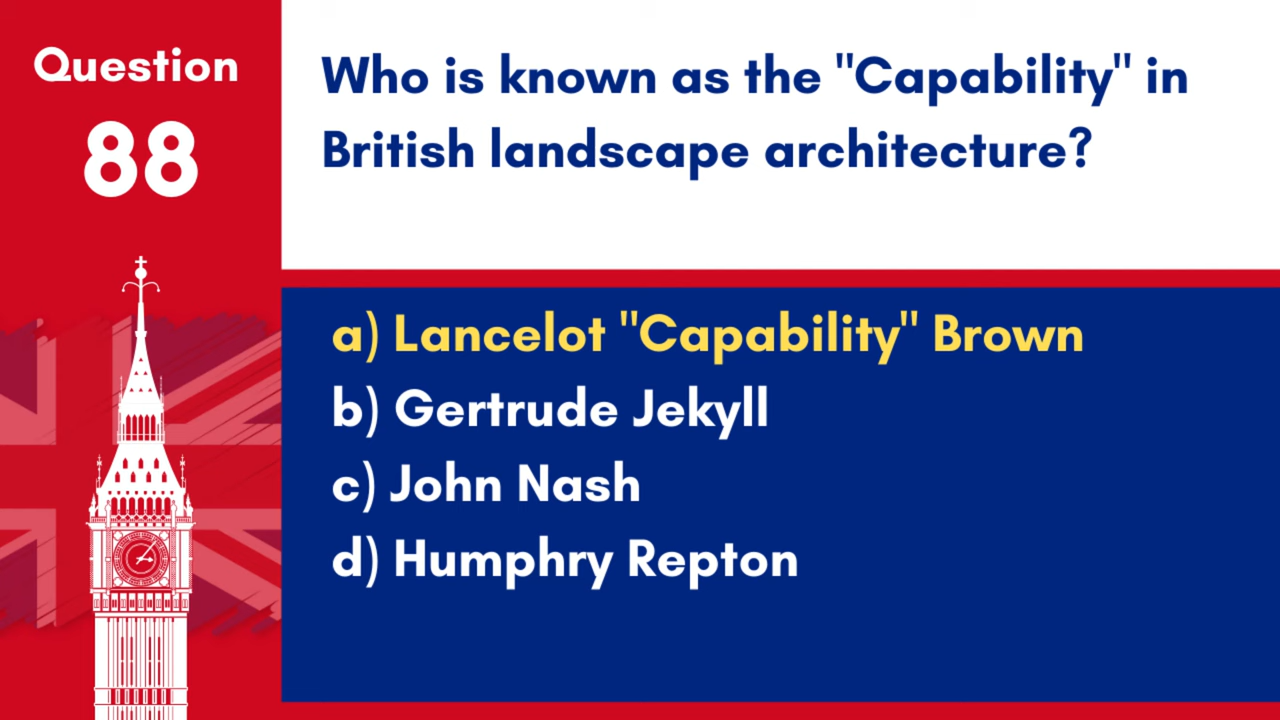 Question
88
Who is known as the "Capability" in
British landscape architecture?
a) Lancelot "Capability" Brown
b) Gertrude Jekyll
c) John Nash
d) Humphry Repton